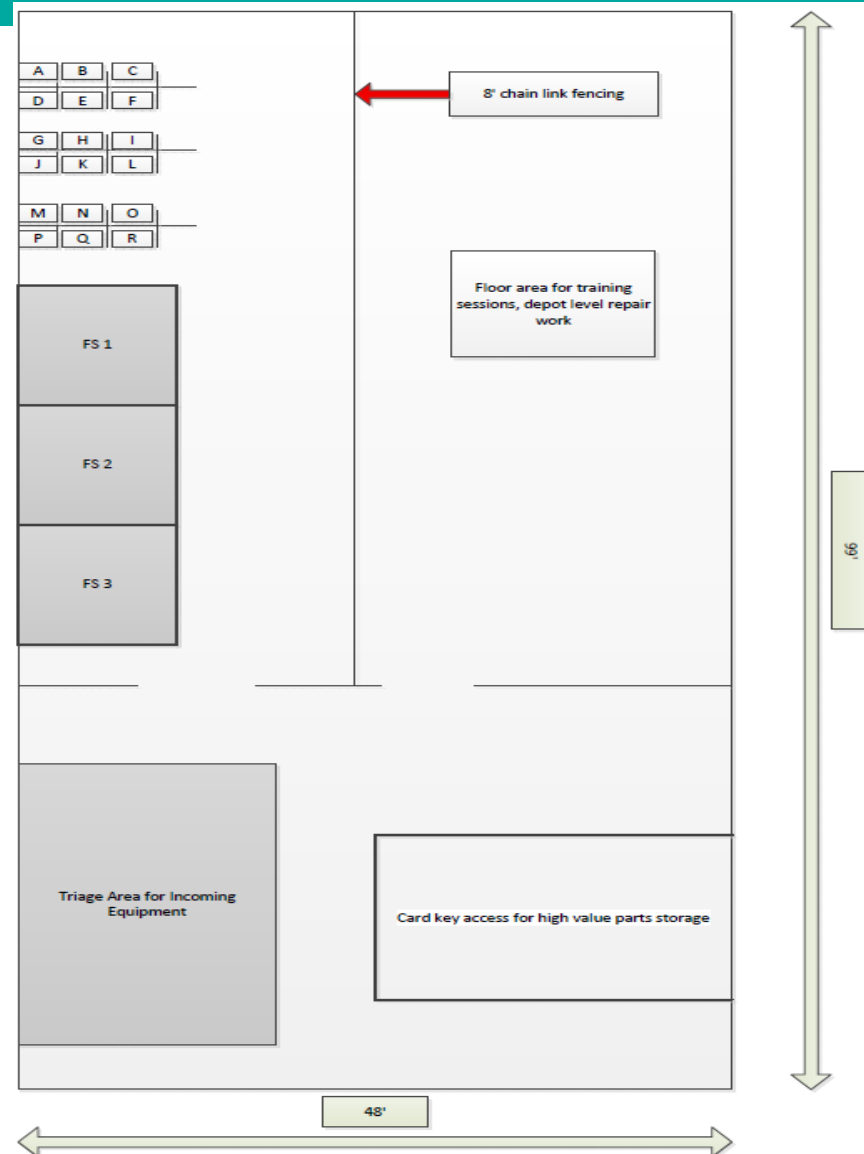 A B C
D E F
8' chain link fencing
G H I
J K L
M N O
P Q R
Floor area for training
sessions, depot level repair
work
FS 1
FS 2
99'
FS 3
Triage Area for Incoming
Equipment
Card key access for high value parts storage
48'